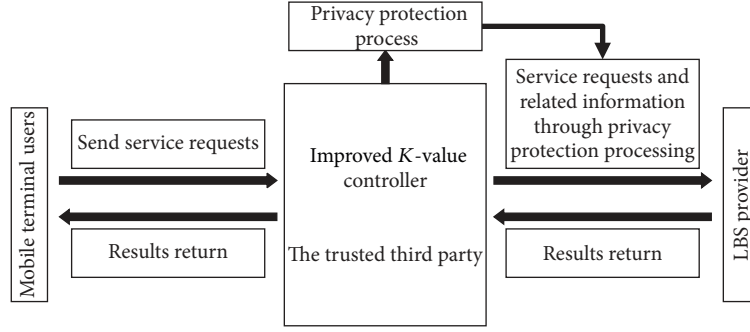 Privacy protection
process
Service requests and
related information
through privacy
protection processing
Mobile terminal users
Send service requests
Improved K-value
controller
LBS provider
Results return
The trusted third party
Results return